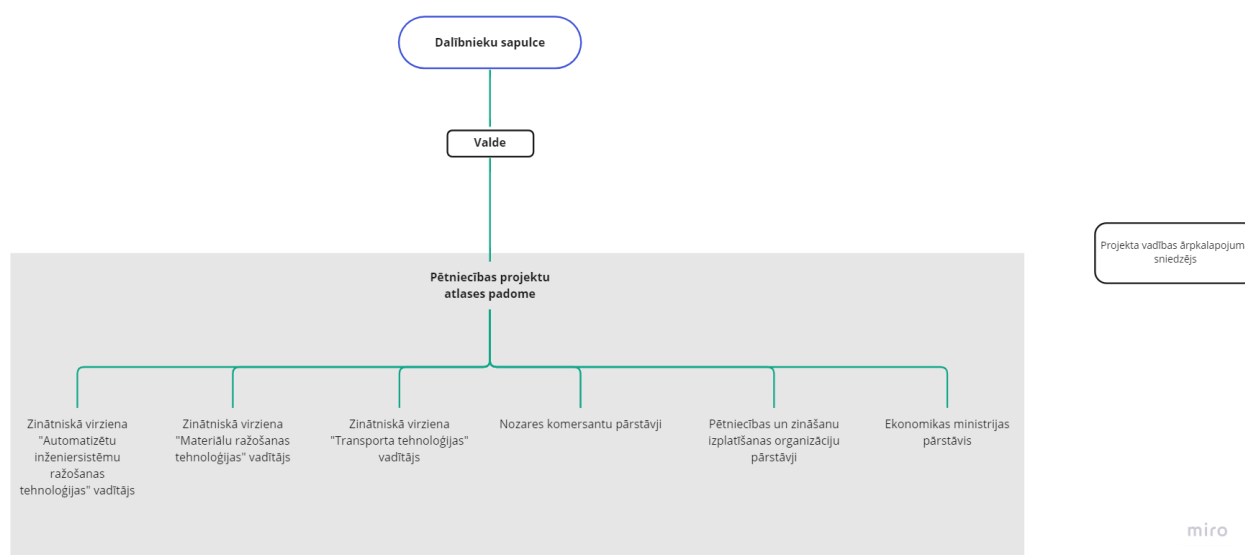 Dalībnieku sapulce
Valde
Projekta vadības ārpkalapojum
sniedzējs
Pētniecības projektu
atlases padome
Zinātniskā virziena
"Automatizētu
inženiersistēmu
ražošanas
tehnoloģijas" vadītājs
Zinātniskā virziena
"Materiālu ražošanas
tehnoloģijas" vadītājs
Zinātniskā virziena
"Transporta tehnoloģijas"
vadītājs
Nozares komersantu pārstāvji
Pētniecības un zināšanu
izplatīšanas organizāciju
pārstāvji
Ekonomikas ministrijas
pārstāvis
miro